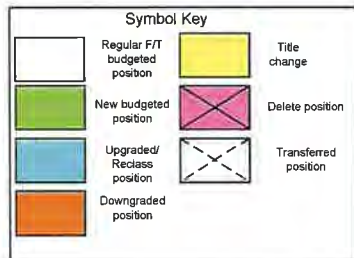 Symbol Key
Regular F/T
budgeted
position
New budgeted
position
Upgraded/
Reclass
position
Downgraded
position
Title
change
Delete position
Transferred
position